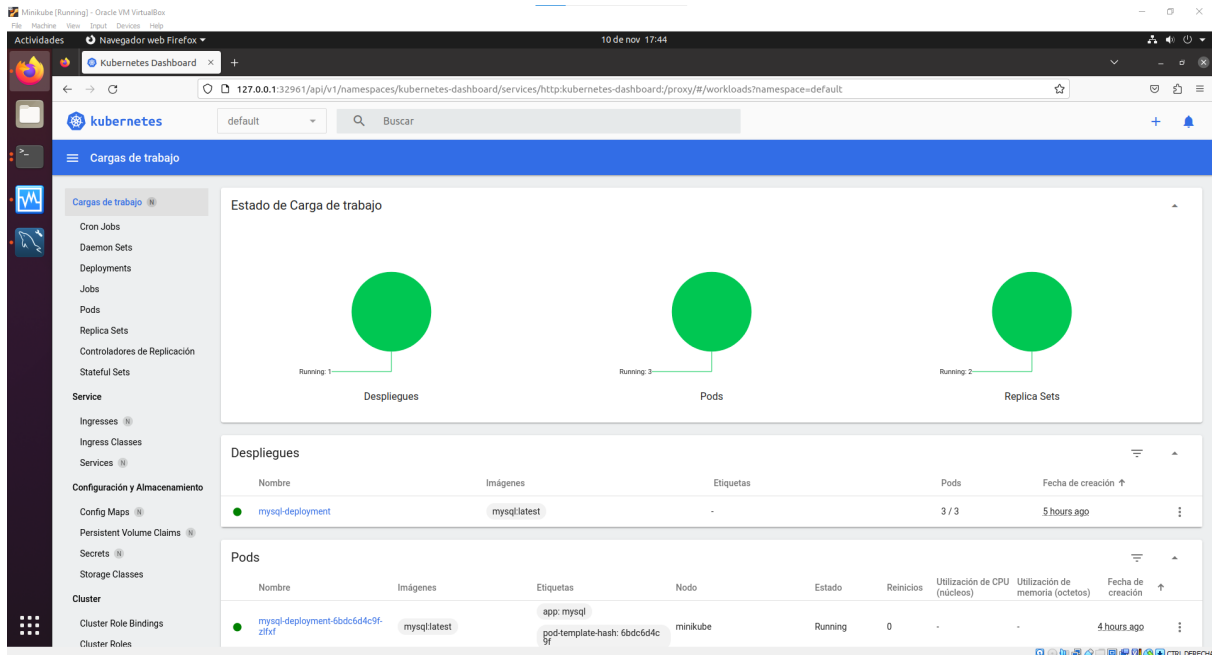 Minikube [Running] - Oracle VM VirtualBox
File Machine View Input Devices Help
Actividades Navegador web Firefox 10 de nov 17:44
Kubernetes Dashboard
127.0.0.1:32961/api/v1/namespaces/kubernetes-dashboard/services/http:kubernetes-dashboard:/proxy/#/workloads?namespace=default
kubernetes default Buscar
Cargas de trabajo
Cargas de trabajo N
Cron Jobs
Daemon Sets
Deployments
Jobs
Pods
Replica Sets
Controladores de Replicación
Stateful Sets
Service
Ingresses N
Ingress Classes
Services N
Configuración y Almacenamiento
Config Maps N
Persistent Volume Claims N
Secrets N
Storage Classes
Cluster
Cluster Role Bindings
Cluster Roles
Estado de Carga de trabajo
Running: 1 Running: 3 Running: 2
Despliegues Pods Replica Sets
Despliegues
Nombre Imágenes Etiquetas Pods Fecha de creación
mysql-deployment mysql:latest - 3 / 3 5 hours ago
Pods
Nombre Imágenes Etiquetas Nodo Estado Reinicios Utilización de CPU (núcleos) Utilización de memoria (octetos) Fecha de creación
mysql-deployment-6bdc6d4c9f-zlfxf mysql:latest app: mysql pod-template-hash: 6bdc6d4c9f minikube Running 0 - - 4 hours ago
CTRL DERECHA